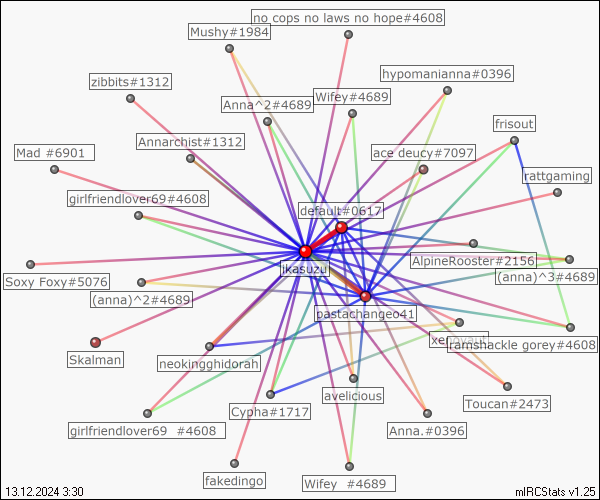 no cops no laws no hope#4608
Mushy#1984
hypomanianna#0396
zibbits#1312
Wifey#4689
Anna^2#4689
frisout
Annarchist#1312
Mad #6901
ace deucy#7097
rattgaming
girlfriendlover69#4608
default#0617
AlpineRooster#2156
jkasuzu
Soxy Foxy#5076
(anna)^3#4689
(anna)^2#4689
pastachangeo41
ramshackle gorey#4608
Skalman
neokingghidorah
avelicious
Toucan#2473
Cypha#1717
girlfriendlover69 #4608
Anna.#0396
fakedingo
Wifey #4689
13.12.2024 3:30
mIRCStats v1.25